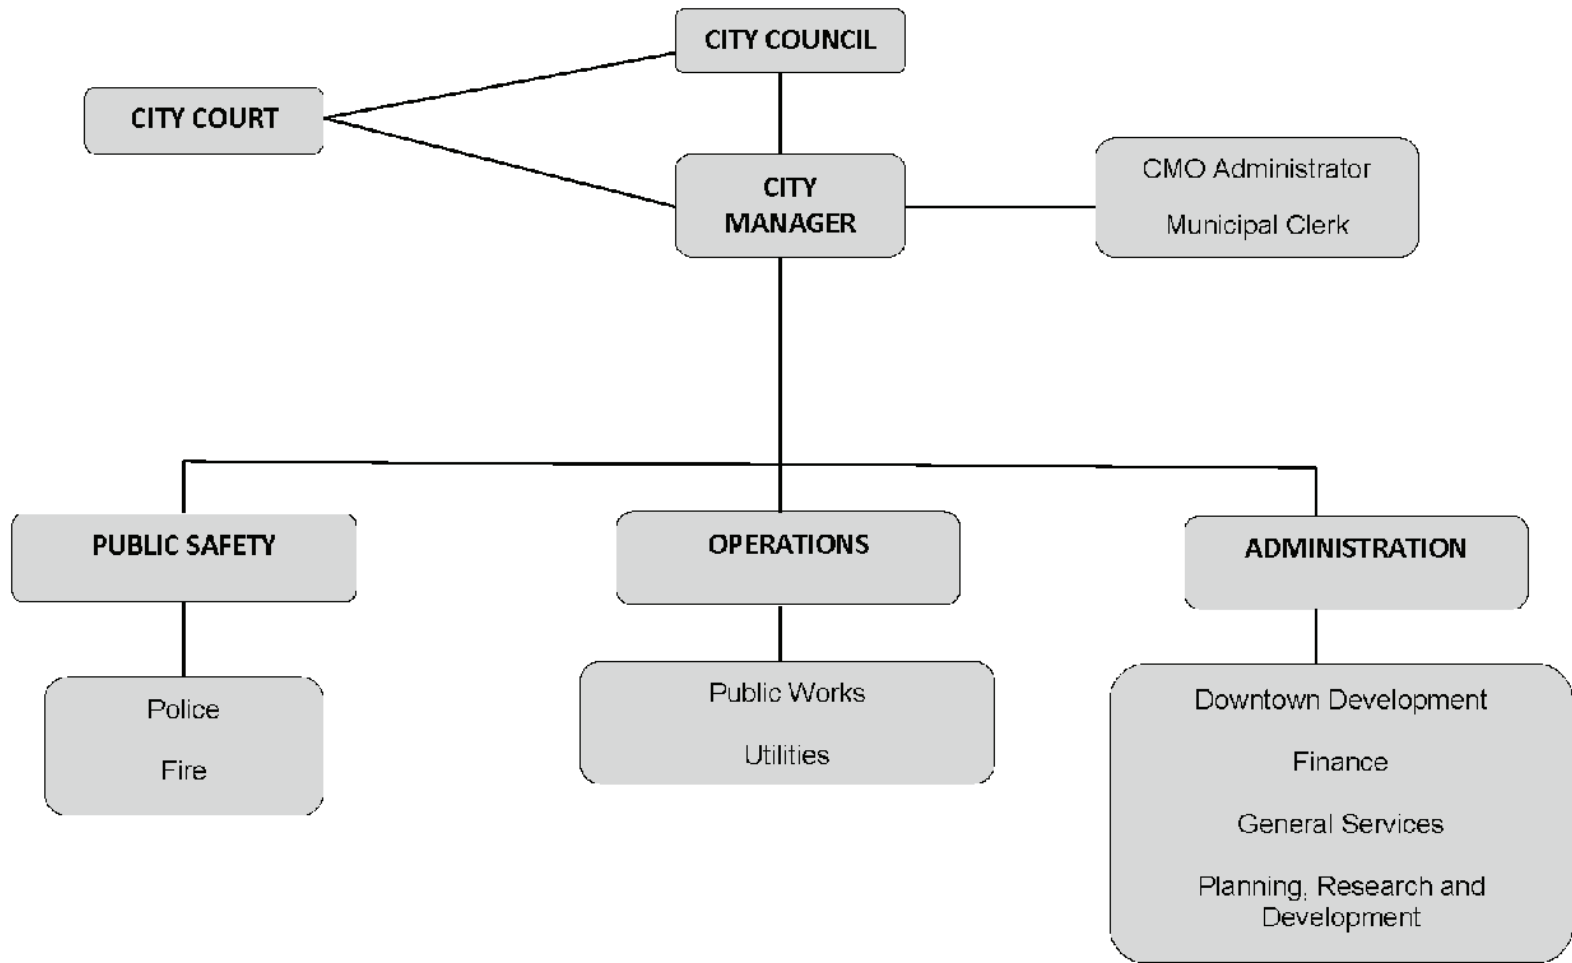 CITY COUNCIL
CITY COURT
CITY
MANAGER
CMO Administrator
Municipal Clerk
PUBLIC SAFETY
OPERATIONS
ADMINISTRATION
Police
Fire
Public Works
Utilities
Downtown Development
Finance
General Services
Planning, Research and
Development